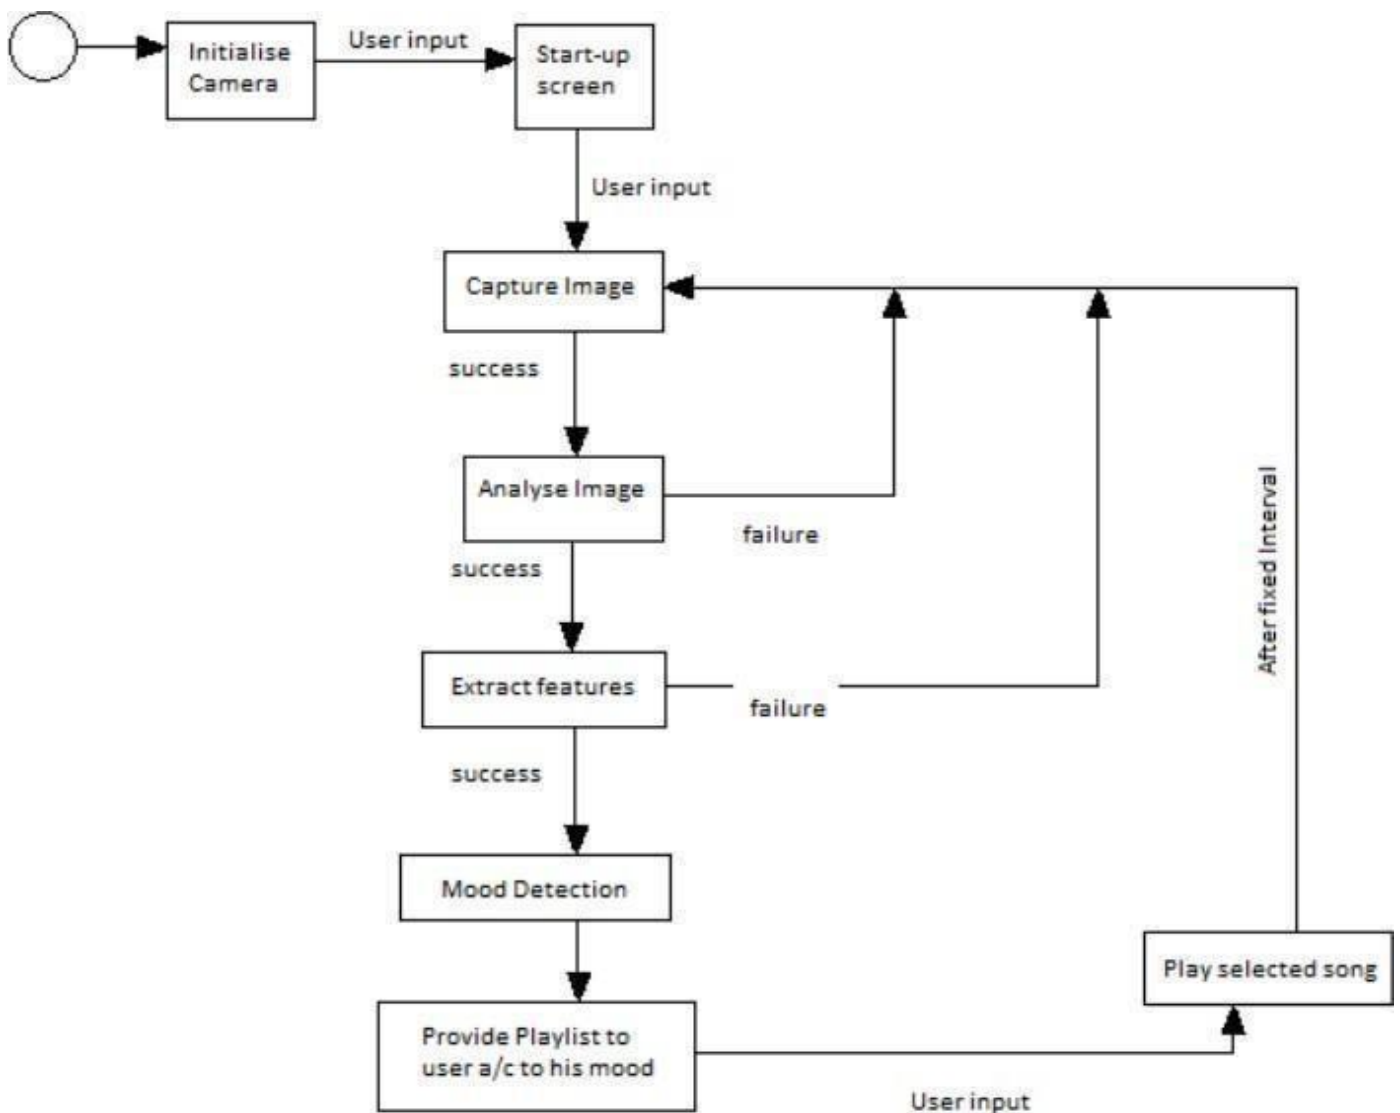 Initialise
Camera
User input
Start-up
screen
User input
Capture Image
success
Analyse Image
failure
success
Extract features
failure
success
Mood Detection
Provide Playlist to
user a/c to his mood
User input
Play selected song
After fixed Interval